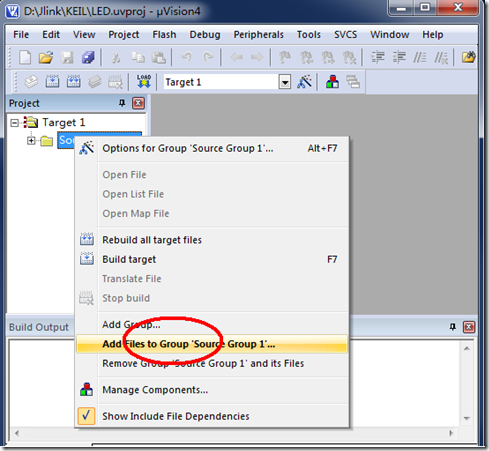 D:\Jlink\KEIL\LED.uvproj - µVision4
File Edit View Project Flash Debug Peripherals Tools SVCS Window Help
LOAD
Target 1
Project
Target 1
Options for Group 'Source Group 1'... Alt+F7
Open File
Open List File
Open Map File
Rebuild all target files
Build target F7
Translate File
Stop build
Add Group...
Add Files to Group 'Source Group 1'...
Remove Group 'Source Group 1' and its Files
Manage Components...
Show Include File Dependencies
Build Output